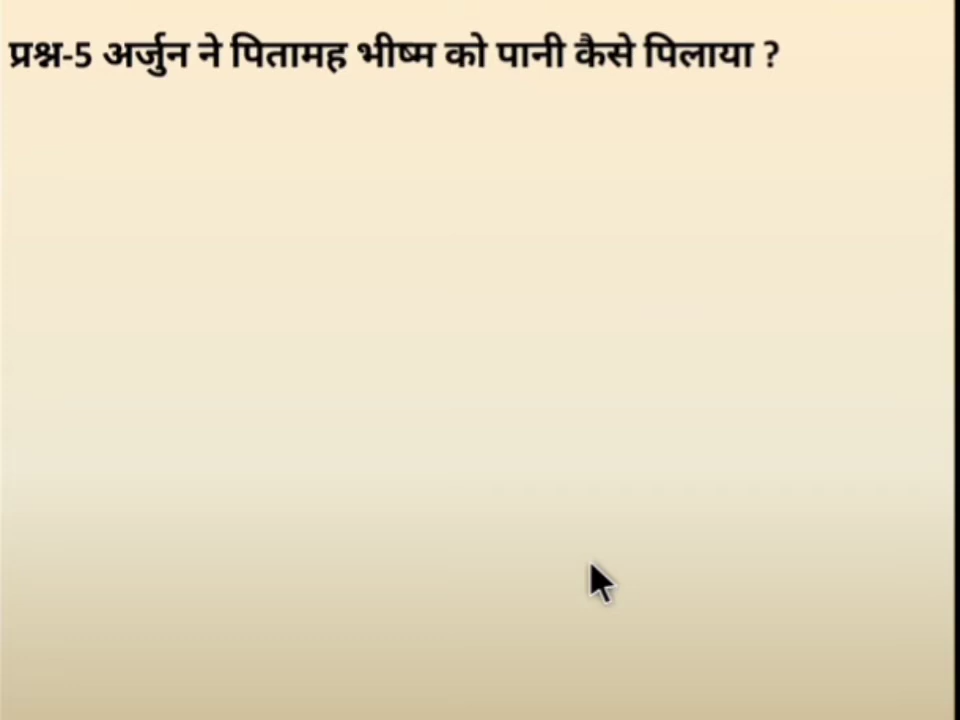 प्रश्न-5 अर्जुन ने पितामह भीष्म को पानी कैसे पिलाया ?